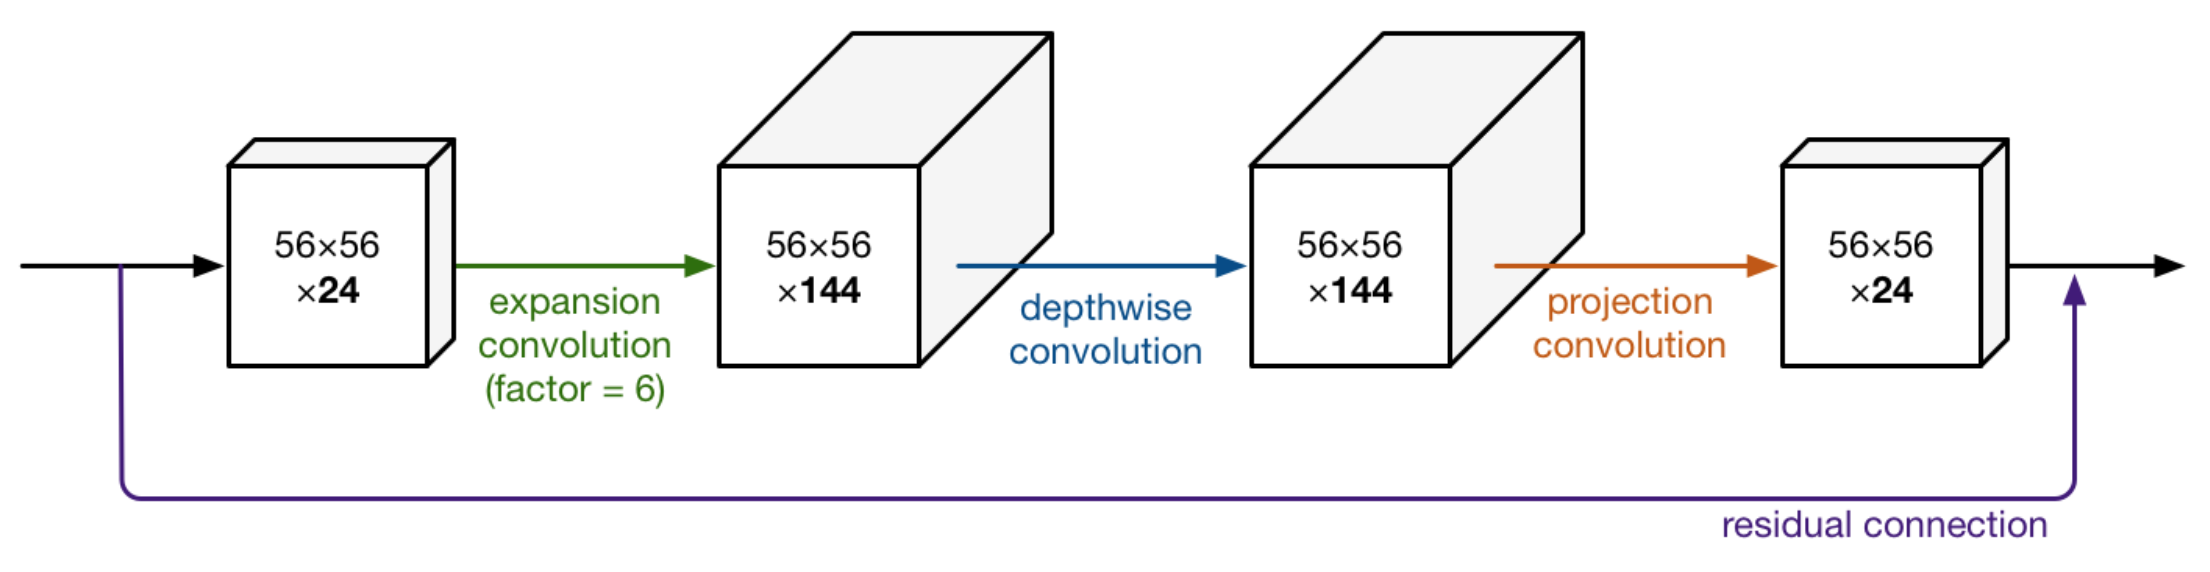 56×56
×24
expansion
convolution
(factor = 6)
56×56
×144
depthwise
convolution
56×56
×144
projection
convolution
56×56
×24
residual connection